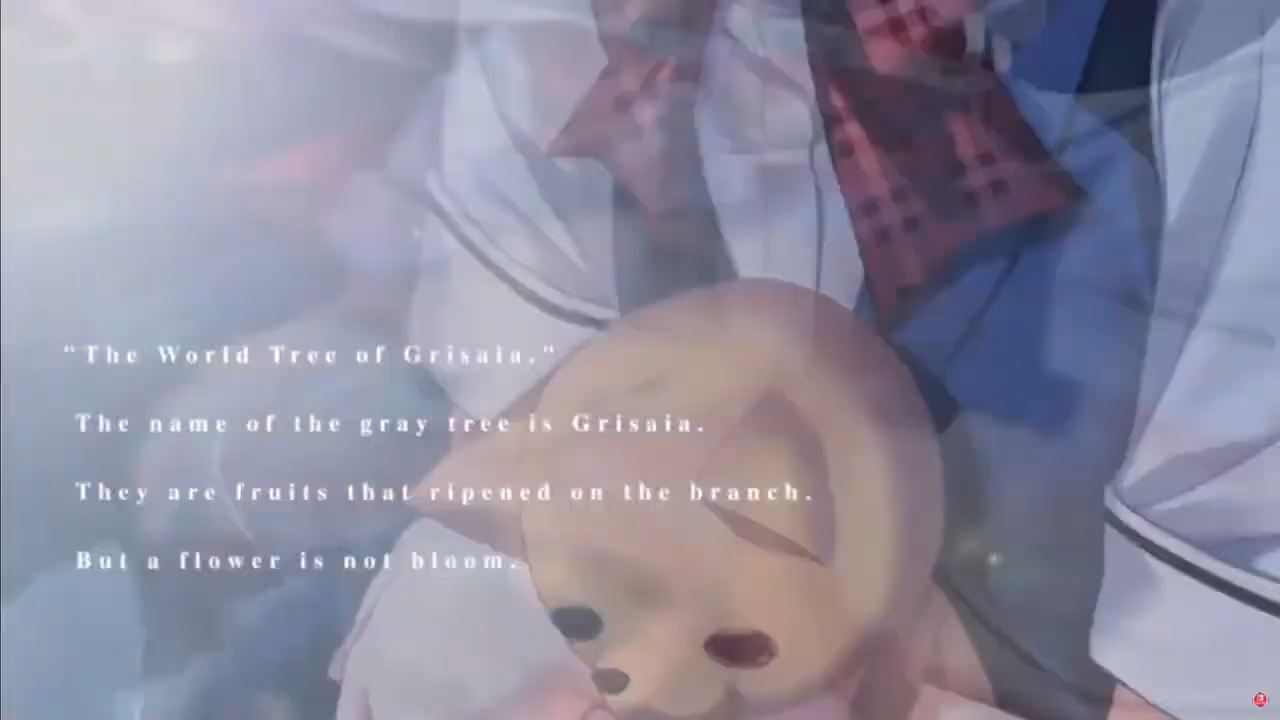 "The World Tree of Grisaia."
The name of the gray tree is Grisaia.
They are fruits that ripened on the branch.
But a flower is not bloom.